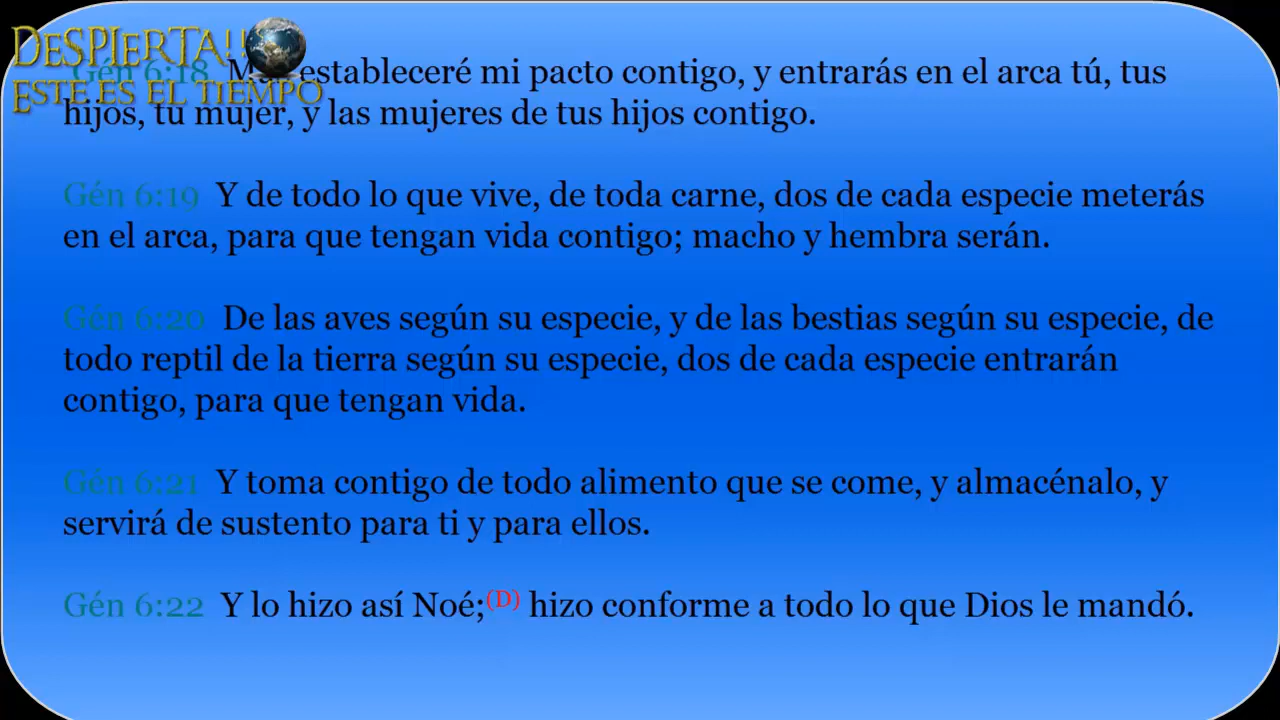 DESPIERTA!!
ESTE ES EL TIEMPO
Gén 6:18 estableceré mi pacto contigo, y entrarás en el arca tú, tus
hijos, tu mujer, y las mujeres de tus hijos contigo.
Gén 6:19 Y de todo lo que vive, de toda carne, dos de cada especie meterás
en el arca, para que tengan vida contigo; macho y hembra serán.
Gén 6:20 De las aves según su especie, y de las bestias según su especie, de
todo reptil de la tierra según su especie, dos de cada especie entrarán
contigo, para que tengan vida.
Gén 6:21 Y toma contigo de todo alimento que se come, y almacénalo, y
servirá de sustento para ti y para ellos.
Gén 6:22 Y lo hizo así Noé;(D) hizo conforme a todo lo que Dios le mandó.